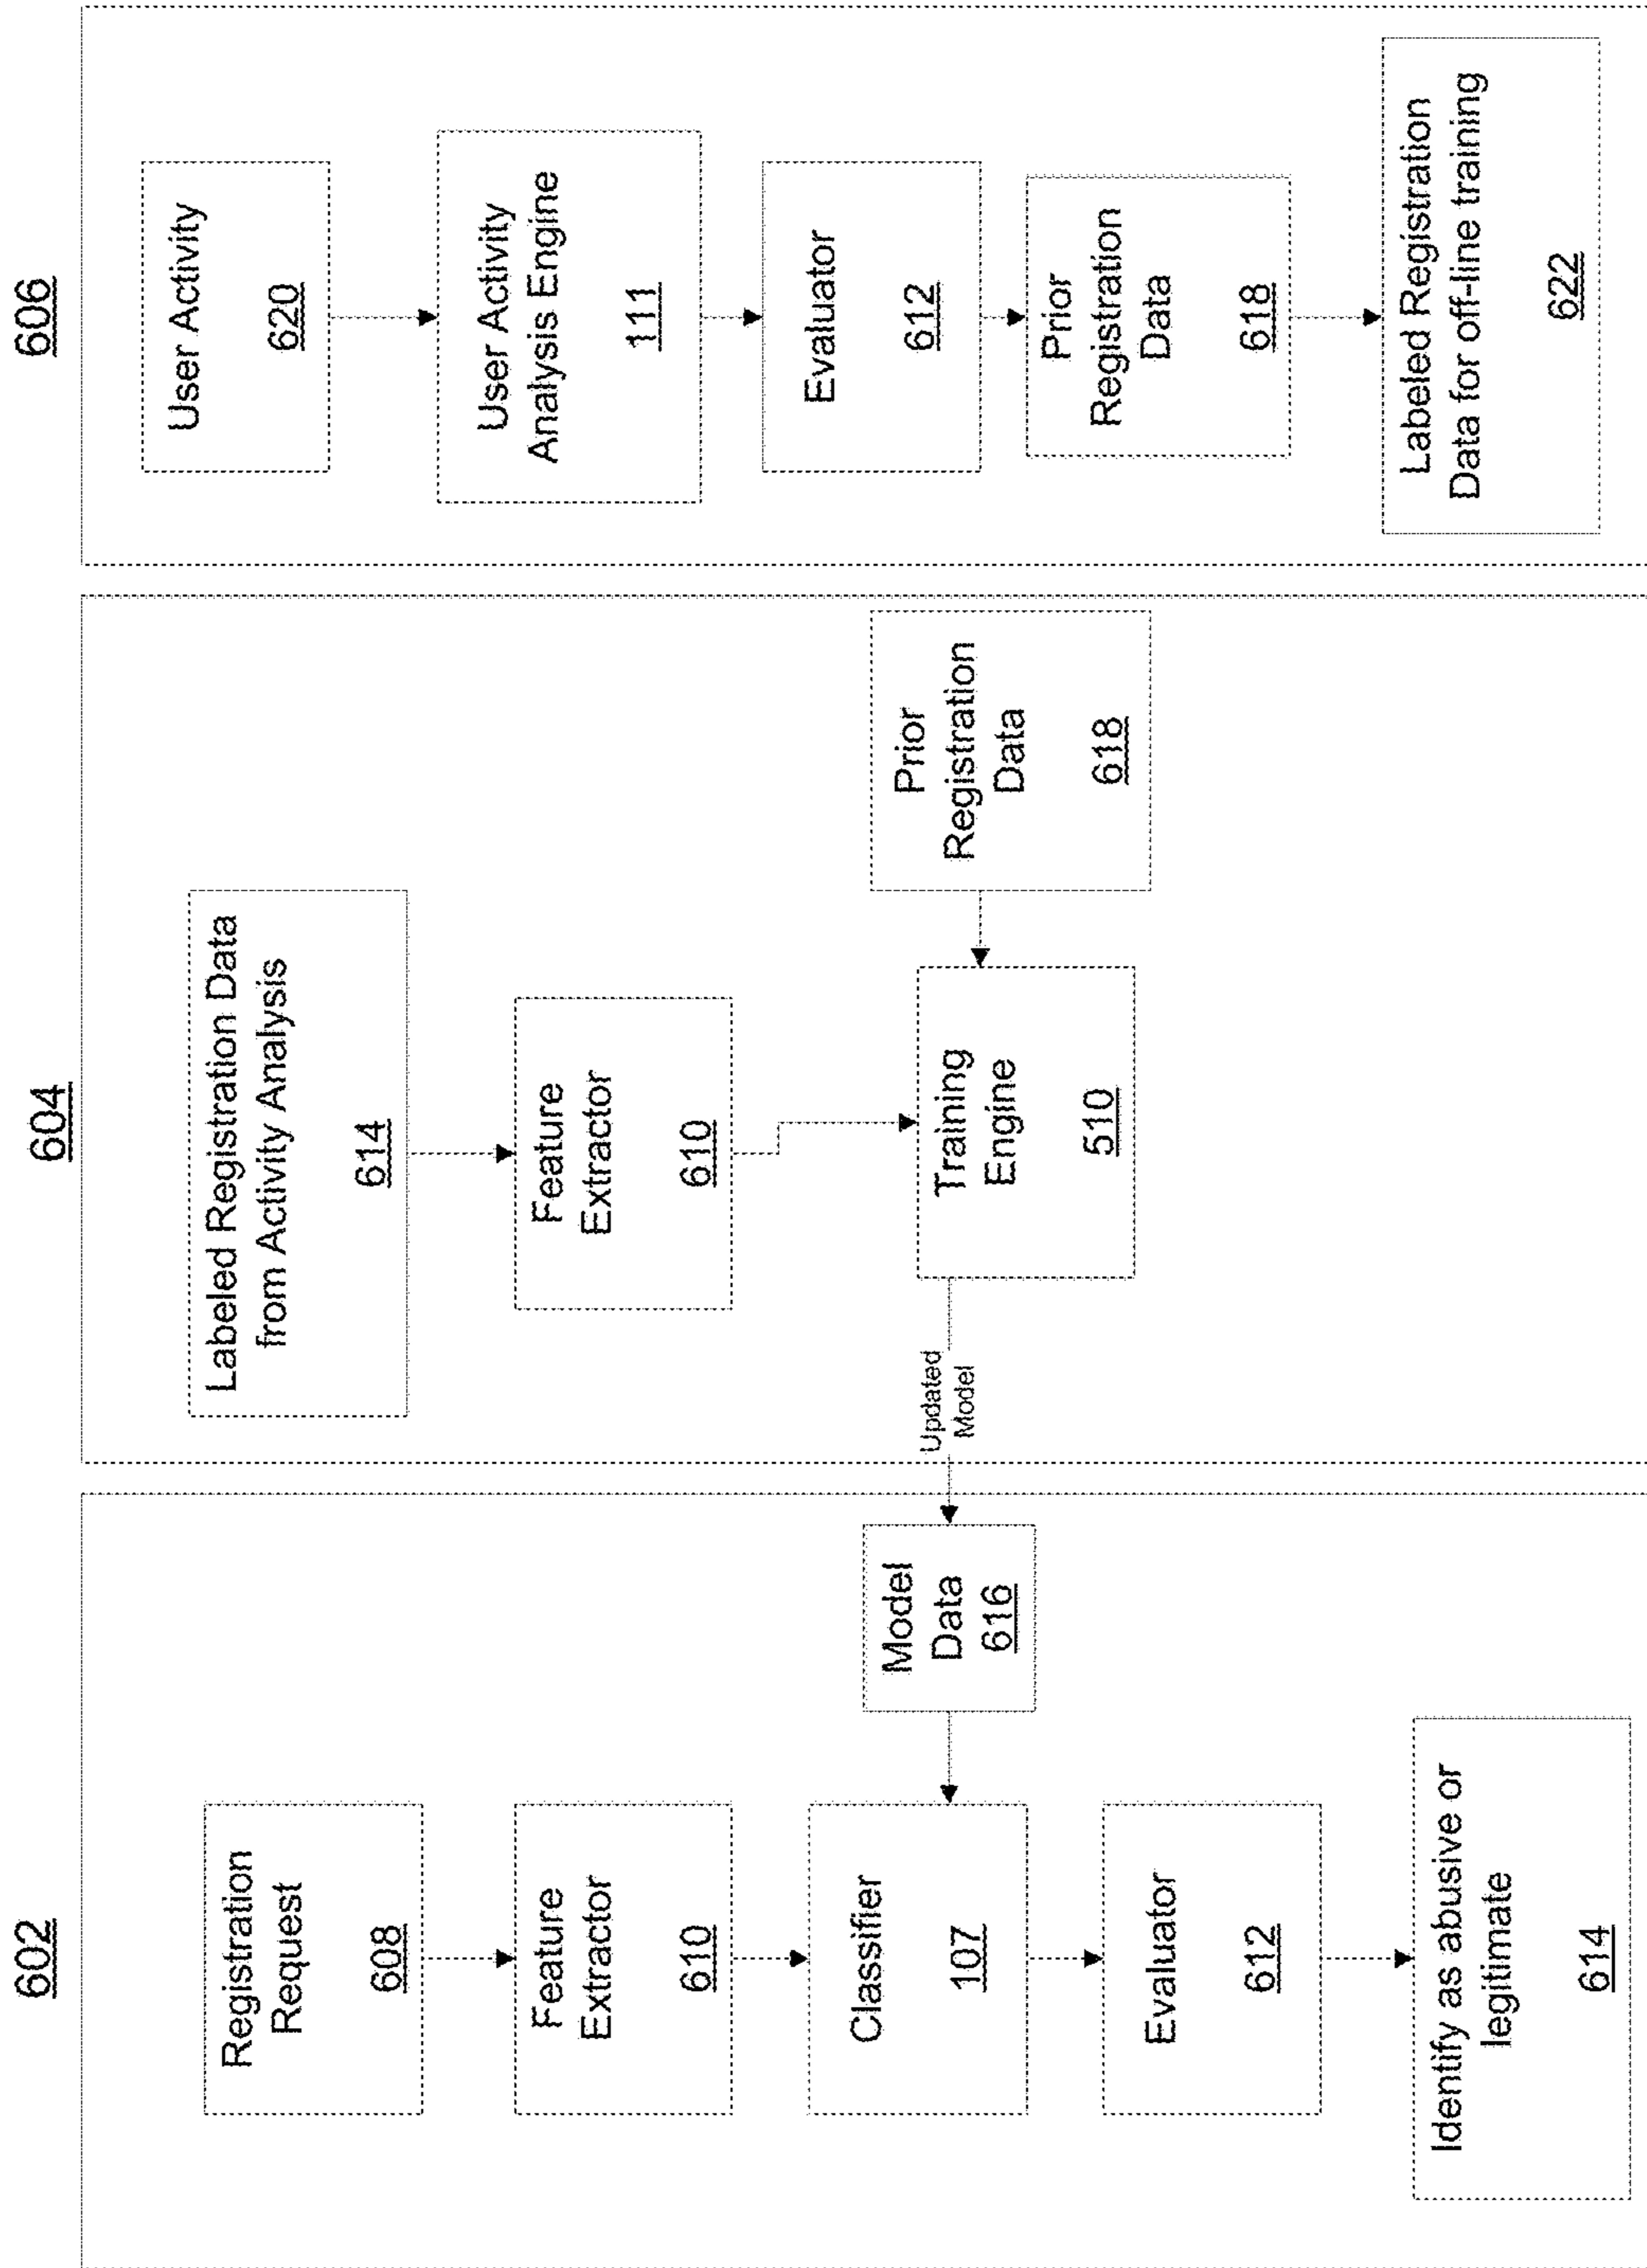 602
Registration
Request
608
Feature
Extractor
610
Classifier
107
Evaluator
612
Identify as abusive or
legitimate
614
Model
Data
616
604
Labeled Registration Data
from Activity Analysis
614
Feature
Extractor
610
Training
Engine
510
Updated
Model
Prior
Registration
Data
618
606
User Activity
620
User Activity
Analysis Engine
111
Evaluator
612
Prior
Registration
Data
618
Labeled Registration
Data for off-line training
622